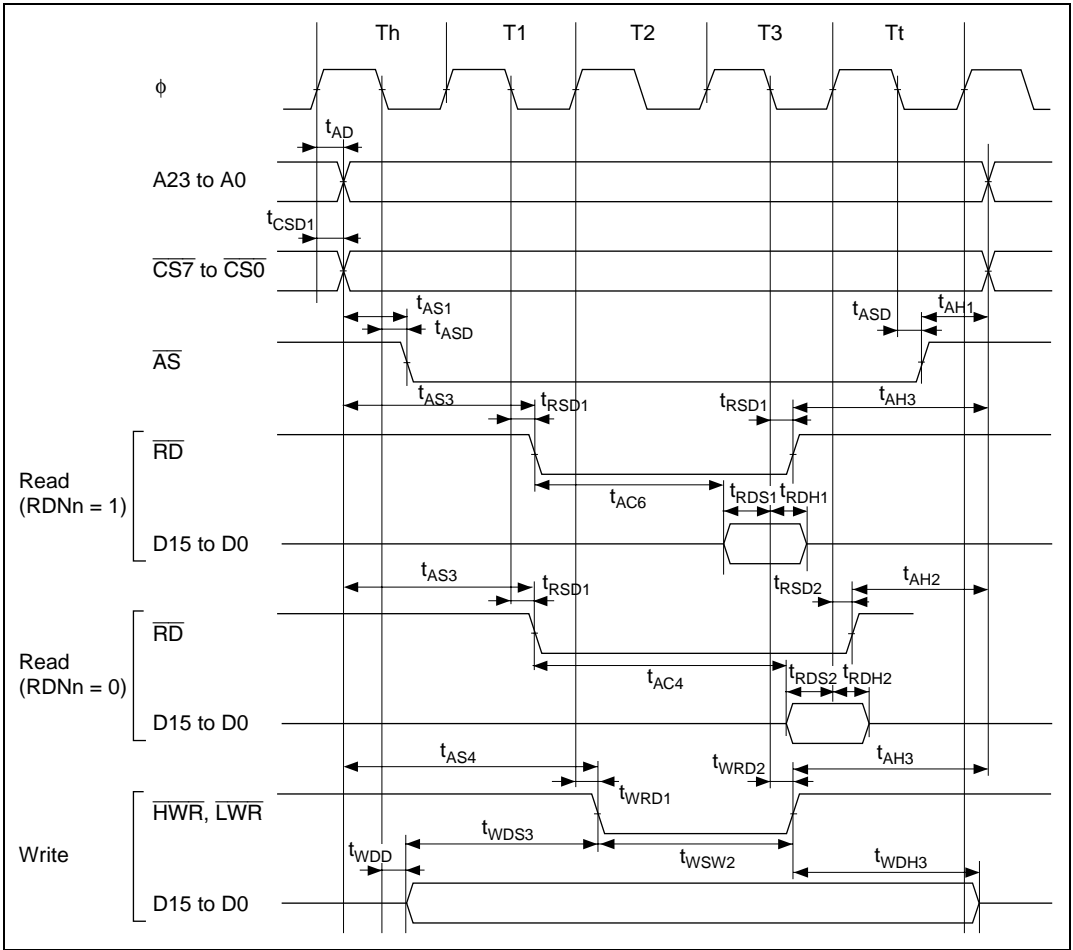 Th T1 T2 T3 Tt
ϕ
tAD
A23 to A0
tCSD1
CS7 to CS0
tAS1 tAH1
tASD tASD
AS
tAS3 tRSD1 tRSD1 tAH3
RD
Read
(RDNn = 1)
tAC6 tRDS1 tRDH1
D15 to D0
tAS3 tRSD1 tRSD2 tAH2
RD
Read
(RDNn = 0)
tAC4 tRDS2 tRDH2
D15 to D0
tAS4 tWRD2 tAH3
tWRD1
HWR, LWR
Write
tWDD tWDS3 tWSW2 tWDH3
D15 to D0